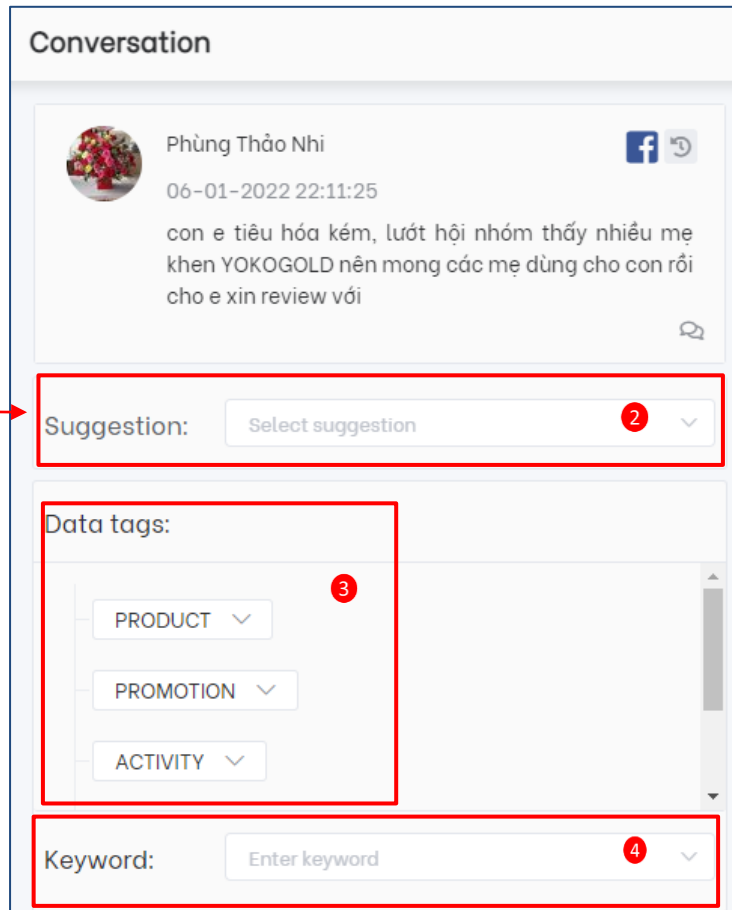 Conversation
Phùng Thảo Nhi
06-01-2022 22:11:25
con e tiêu hóa kém, lướt hội nhóm thấy nhiều mẹ
khen YOKOGOLD nên mong các mẹ dùng cho con rồi
cho e xin review với
Suggestion:
Select suggestion
2
Data tags:
3
PRODUCT
PROMOTION
ACTIVITY
Keyword:
Enter keyword
4